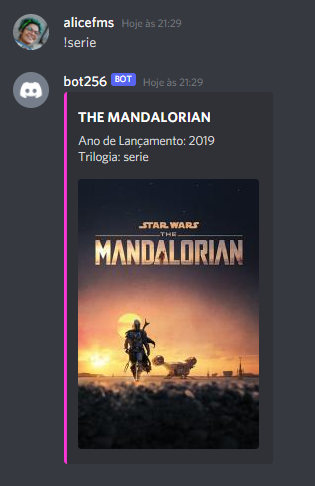 alicefms Hoje às 21:29
!serie
bot256 BOT Hoje às 21:29
THE MANDALORIAN
Ano de Lançamento: 2019
Trilogia: serie
STAR WARS
THE
MANDALORIAN